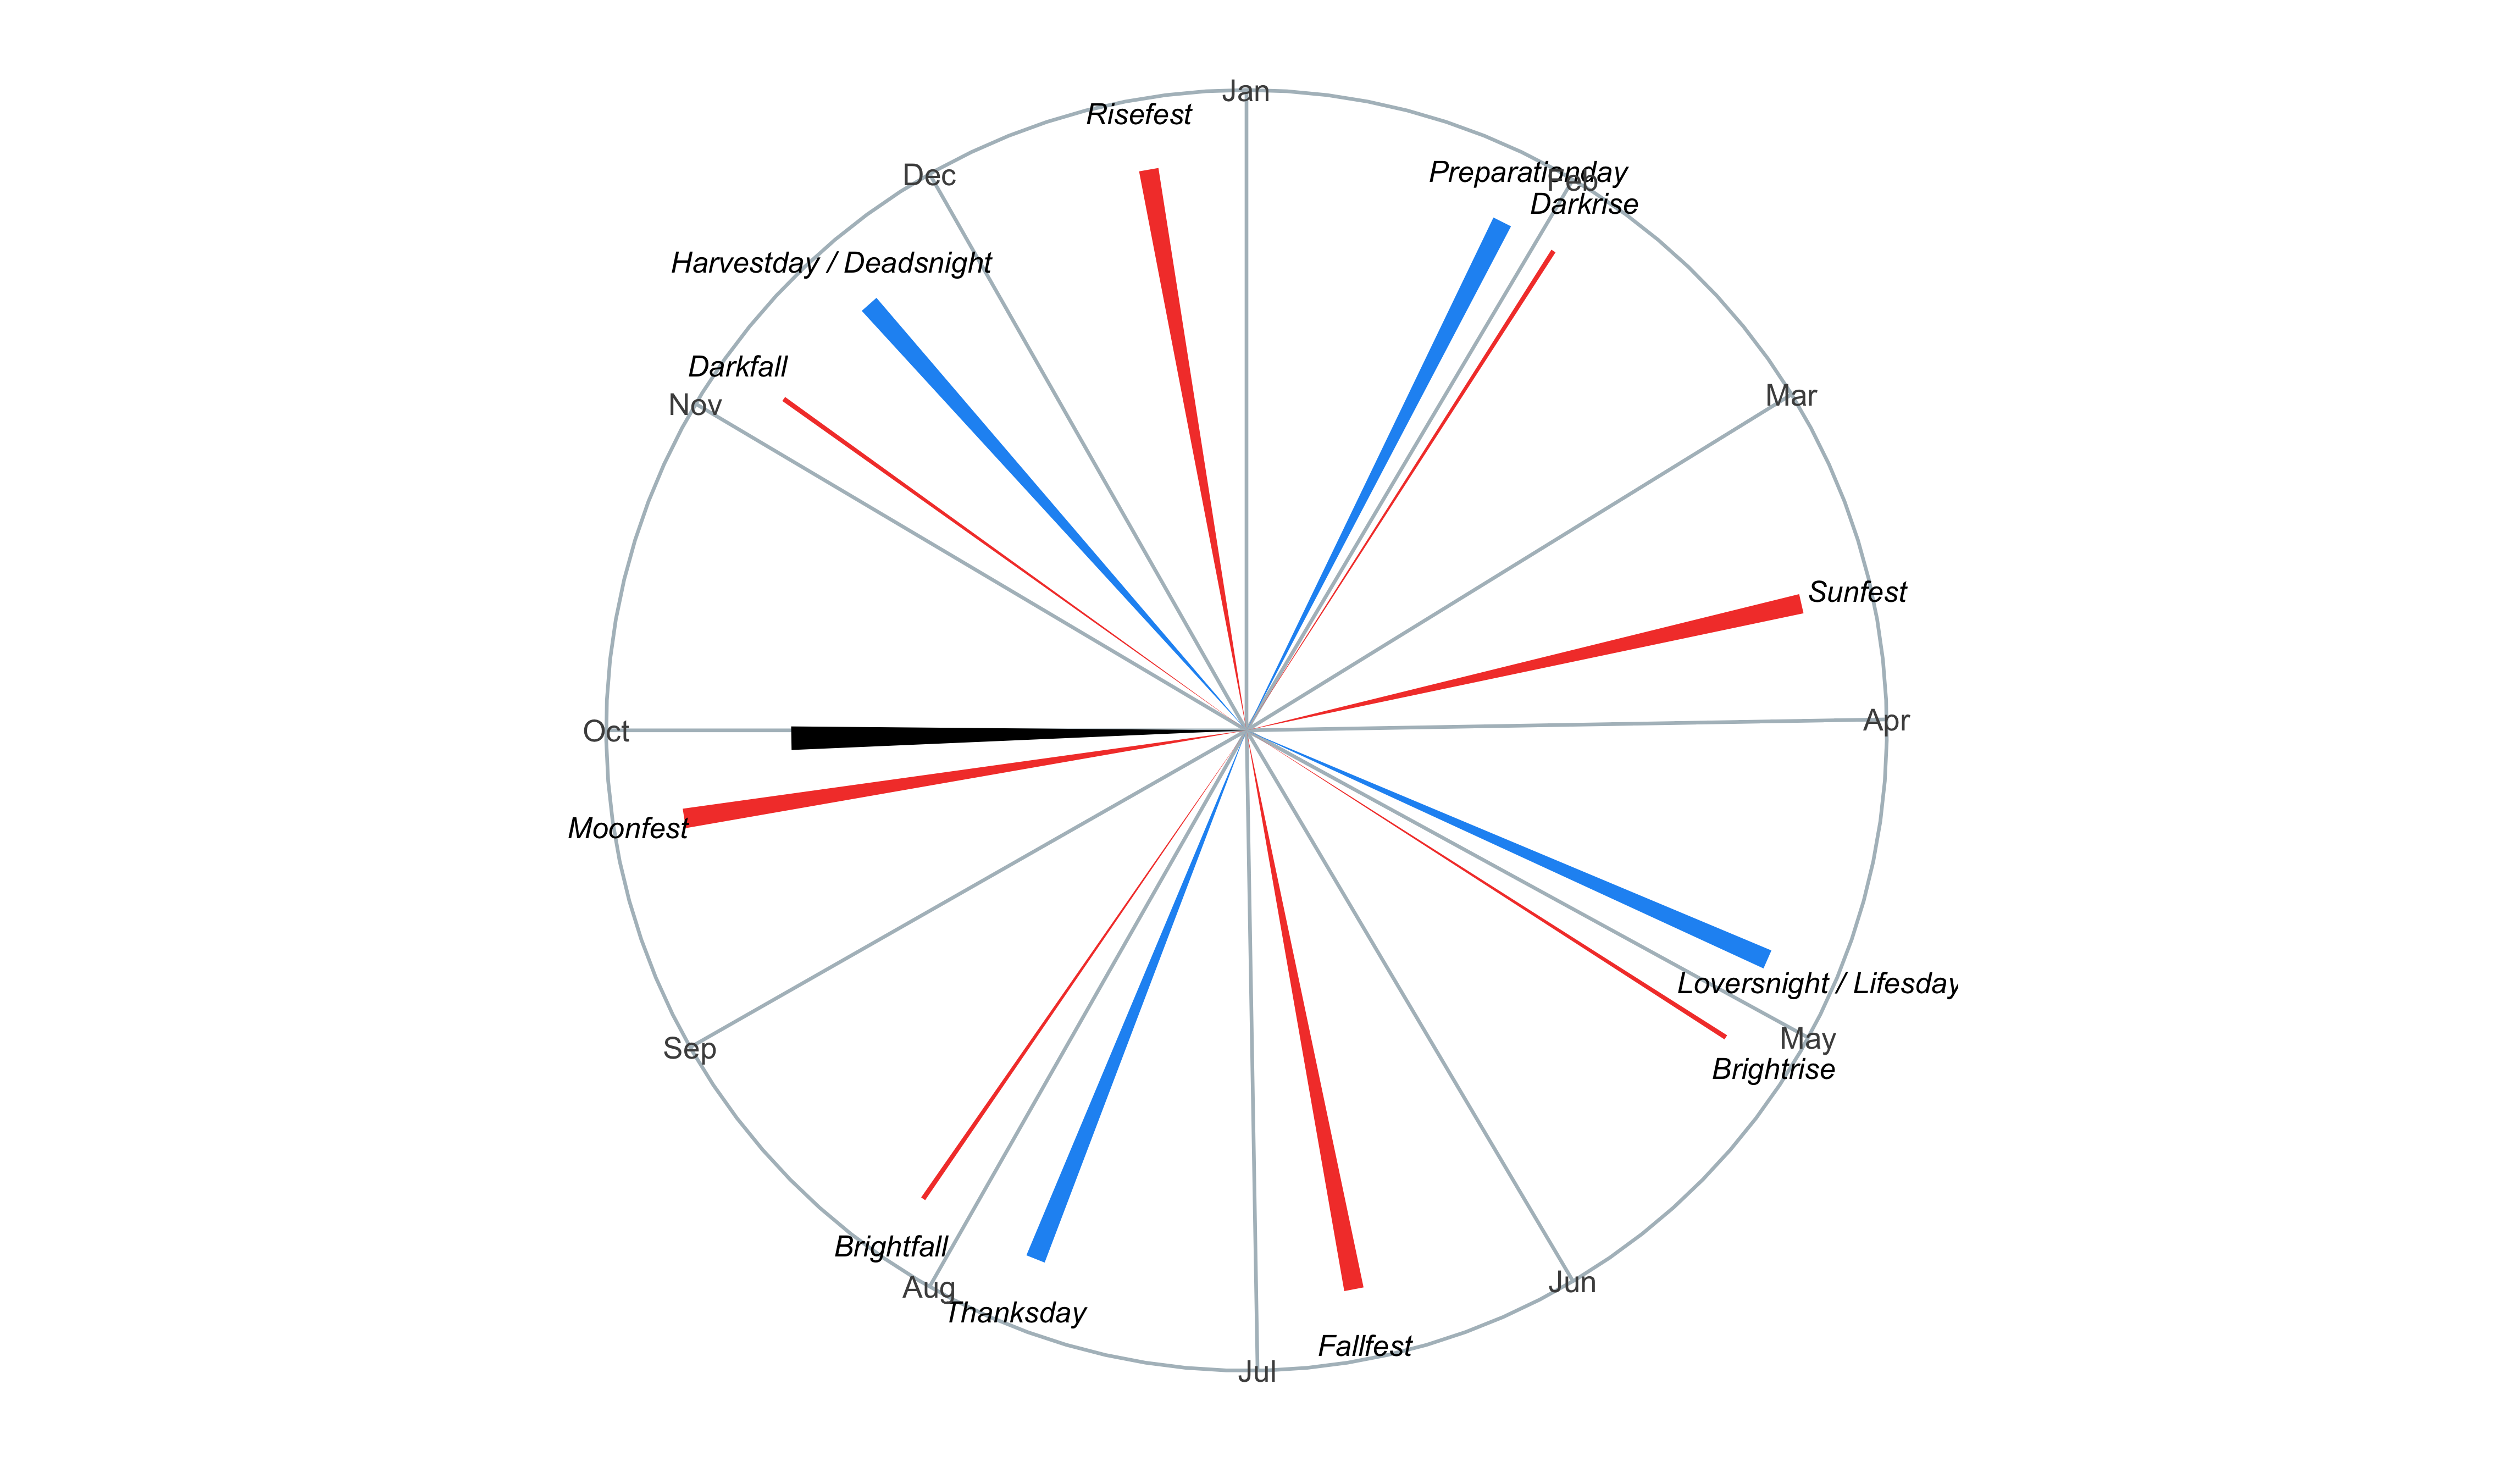 Jan
Risefest
Preparationday
Dec
Feb
Darkrise
Harvestday / Deadsnight
Darkfall
Nov
Mar
Sunfest
Oct
Apr
Moonfest
Loversnight / Lifesday
Sep
May
Brightrise
Brightfall
Aug
Jun
Thanksday
Fallfest
Jul